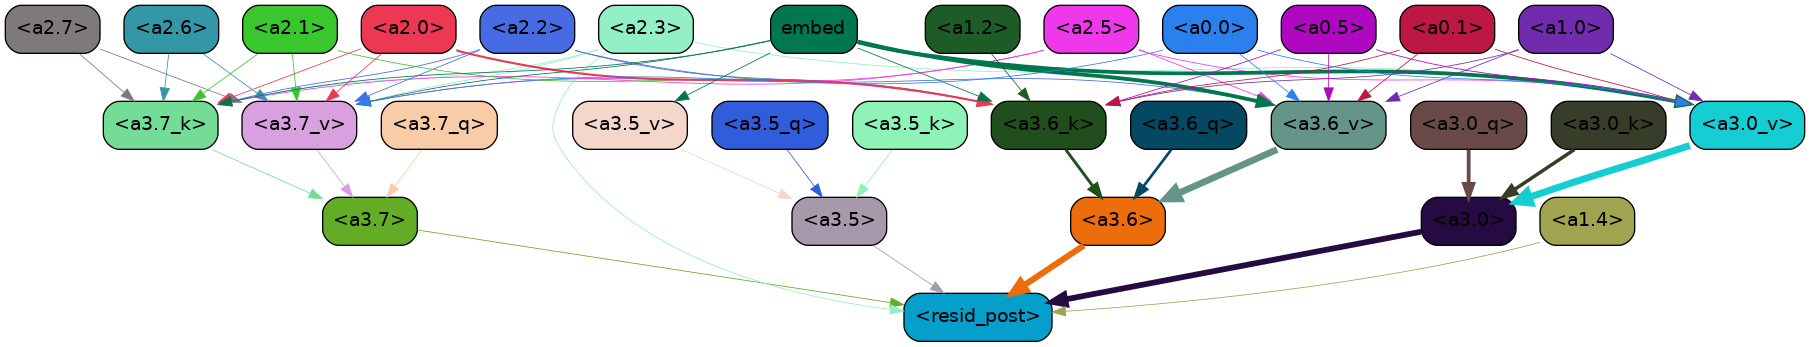 <a2.7> <a2.6> <a2.1> <a2.0> <a2.2> <a2.3> embed <a1.2> <a2.5> <a0.0> <a0.5> <a0.1> <a1.0>
<a3.7_k> <a3.7_v> <a3.7_q> <a3.5_v> <a3.5_q> <a3.5_k> <a3.6_k> <a3.6_q> <a3.6_v> <a3.0_q> <a3.0_k> <a3.0_v>
<a3.7> <a3.5> <a3.6> <a3.0> <a1.4>
<resid_post>